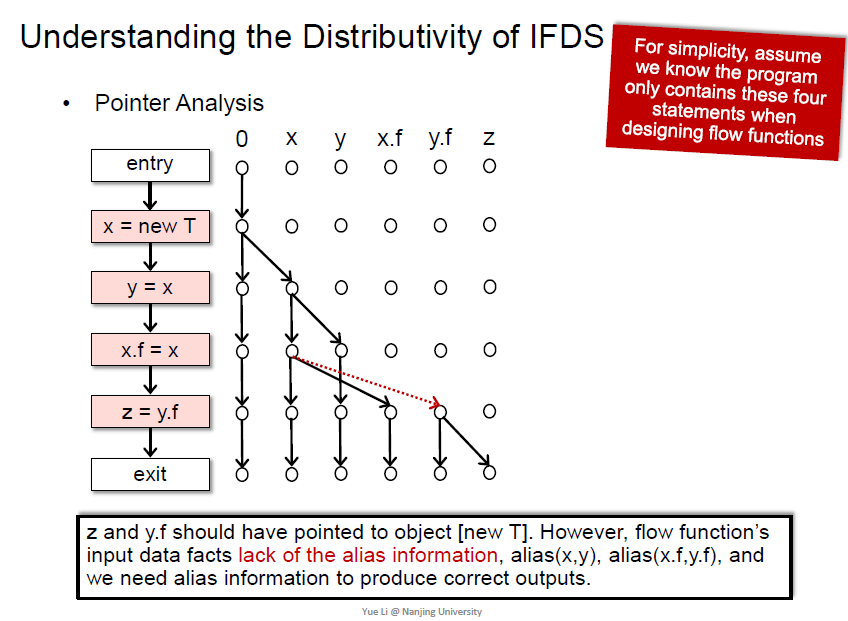 Understanding the Distributivity of IFDS
For simplicity, assume
we know the program
only contains these four
statements when
designing flow functions
• Pointer Analysis
0 x y x.f y.f z
entry
x = new T
y = x
x.f = x
z = y.f
exit
z and y.f should have pointed to object [new T]. However, flow function's
input data facts lack of the alias information, alias(x,y), alias(x.f,y.f), and
we need alias information to produce correct outputs.
Yue Li @ Nanjing University